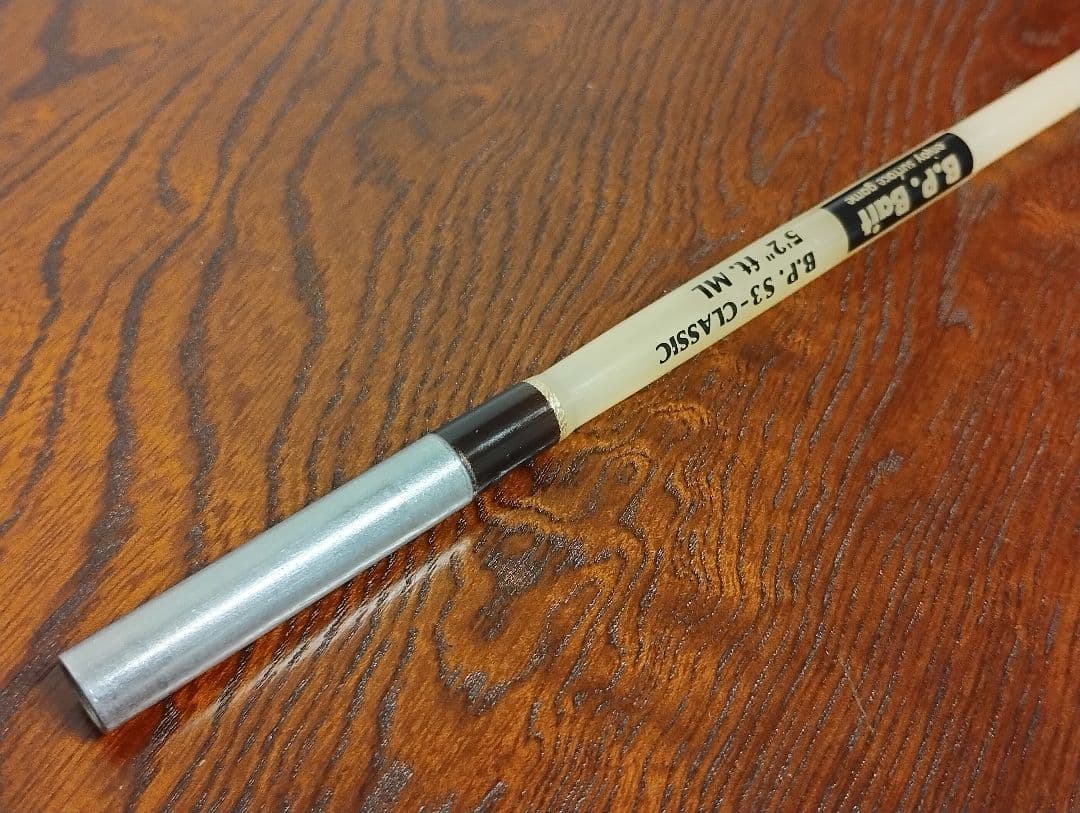 B.P. Bait
enjoy surface game
B.P. S3-CLASSIC
5'2" ft. ML